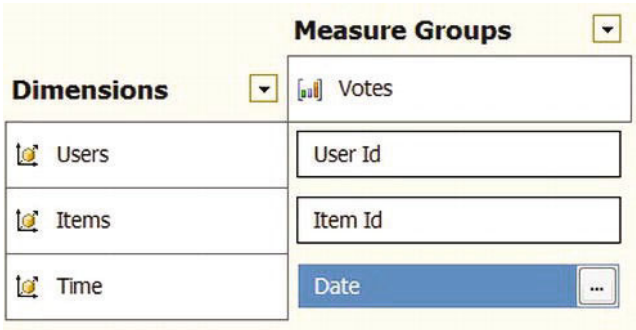 Measure Groups
Dimensions
Votes
Users
User Id
Items
Item Id
Time
Date
...